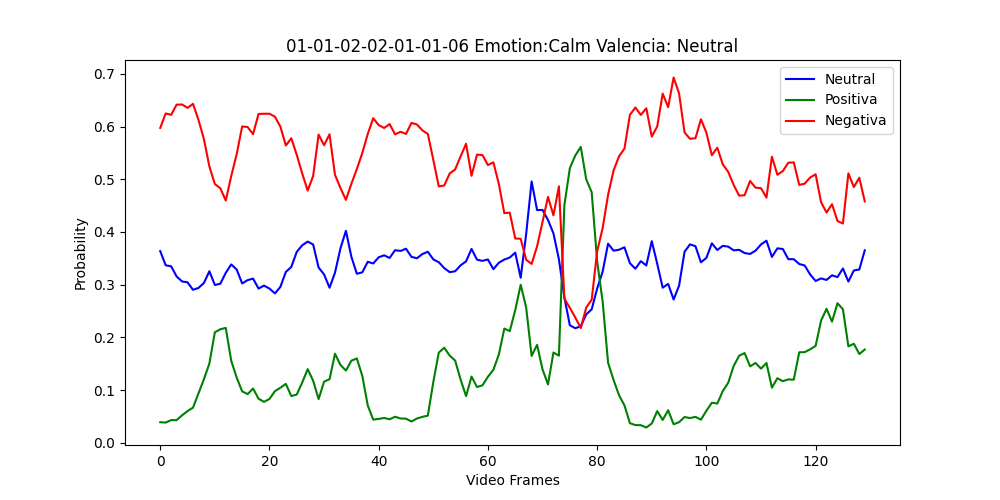 01-01-02-02-01-01-06 Emotion:Calm Valencia: Neutral
Neutral
Positiva
Negativa
Probability
0.7
0.6
0.5
0.4
0.3
0.2
0.1
0.0
0 20 40 60 80 100 120
Video Frames